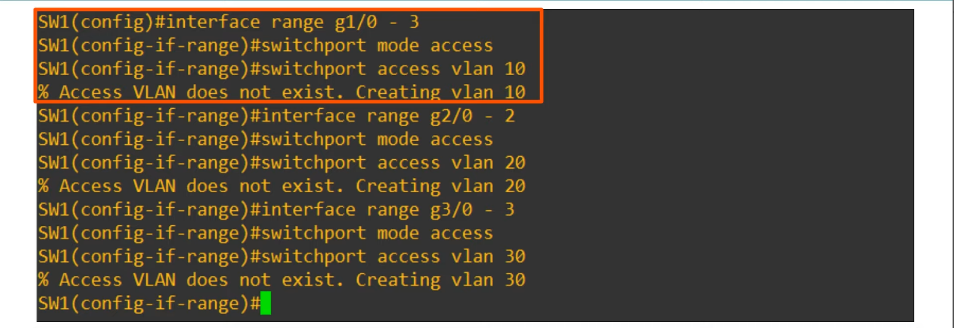 SW1(config)#interface range g1/0 - 3
SW1(config-if-range)#switchport mode access
SW1(config-if-range)#switchport access vlan 10
% Access VLAN does not exist. Creating vlan 10
SW1(config-if-range)#interface range g2/0 - 2
SW1(config-if-range)#switchport mode access
SW1(config-if-range)#switchport access vlan 20
% Access VLAN does not exist. Creating vlan 20
SW1(config-if-range)#interface range g3/0 - 3
SW1(config-if-range)#switchport mode access
SW1(config-if-range)#switchport access vlan 30
% Access VLAN does not exist. Creating vlan 30
SW1(config-if-range)#